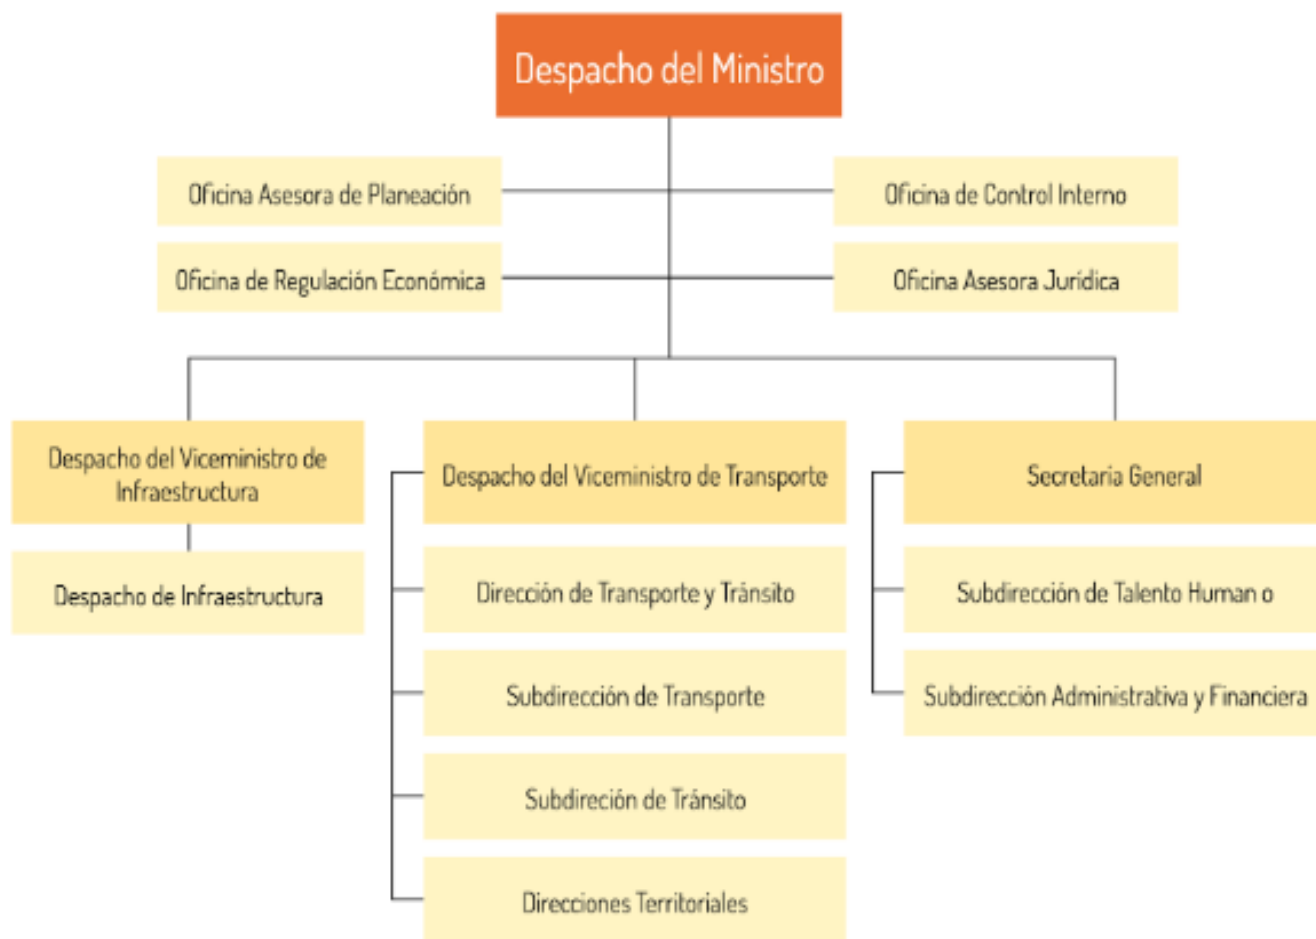 Despacho del Ministro
Oficina Asesora de Planeación
Oficina de Control Interno
Oficina de Regulación Económica
Oficina Asesora Jurídica
Despacho del Viceministro de
Infraestructura
Despacho de Infraestructura
Despacho del Viceministro de Transporte
Dirección de Transporte y Tránsito
Subdirección de Transporte
Subdireción de Tránsito
Direcciones Territoriales
Secretaria General
Subdirección de Talento Human o
Subdirección Administrativa y Financiera